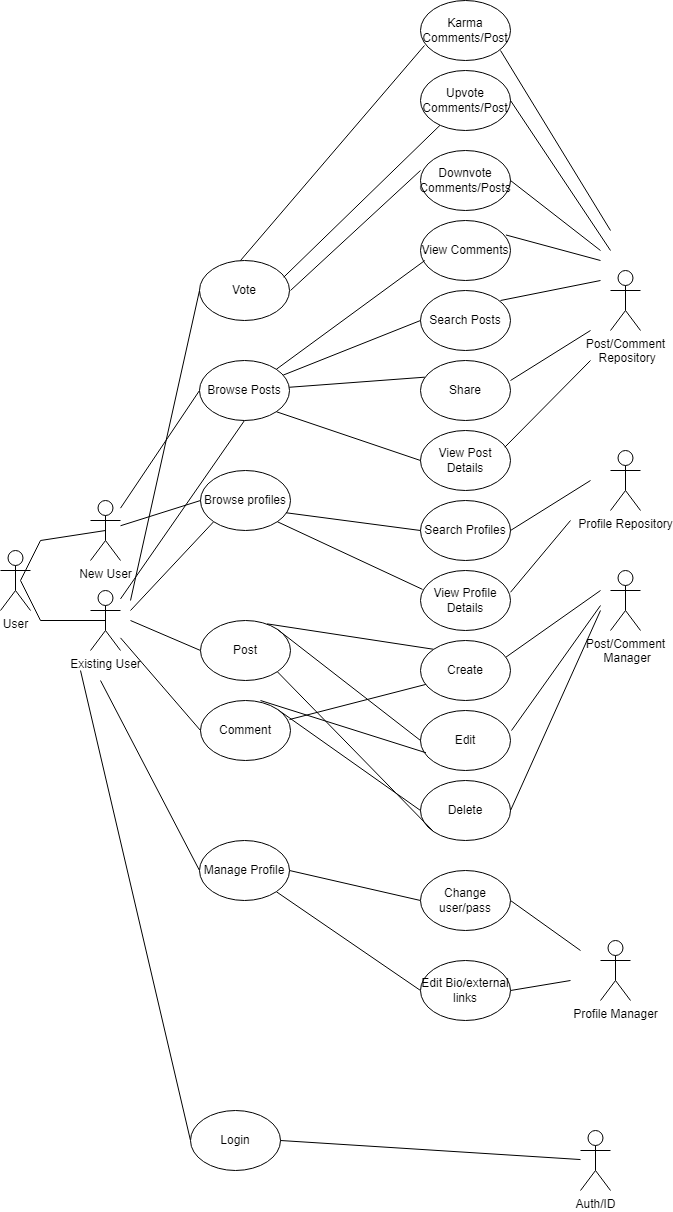 Karma
Comments/Post
Upvote
Comments/Post
Downvote
Comments/Posts
View Comments
Vote
Search Posts
Post/Comment
Repository
Browse Posts
Share
View Post
Details
Browse profiles
Search Profiles
Profile Repository
New User
View Profile
Details
User
Existing User
Post
Create
Post/Comment
Manager
Comment
Edit
Delete
Manage Profile
Change
user/pass
Edit Bio/external
links
Profile Manager
Login
Auth/ID